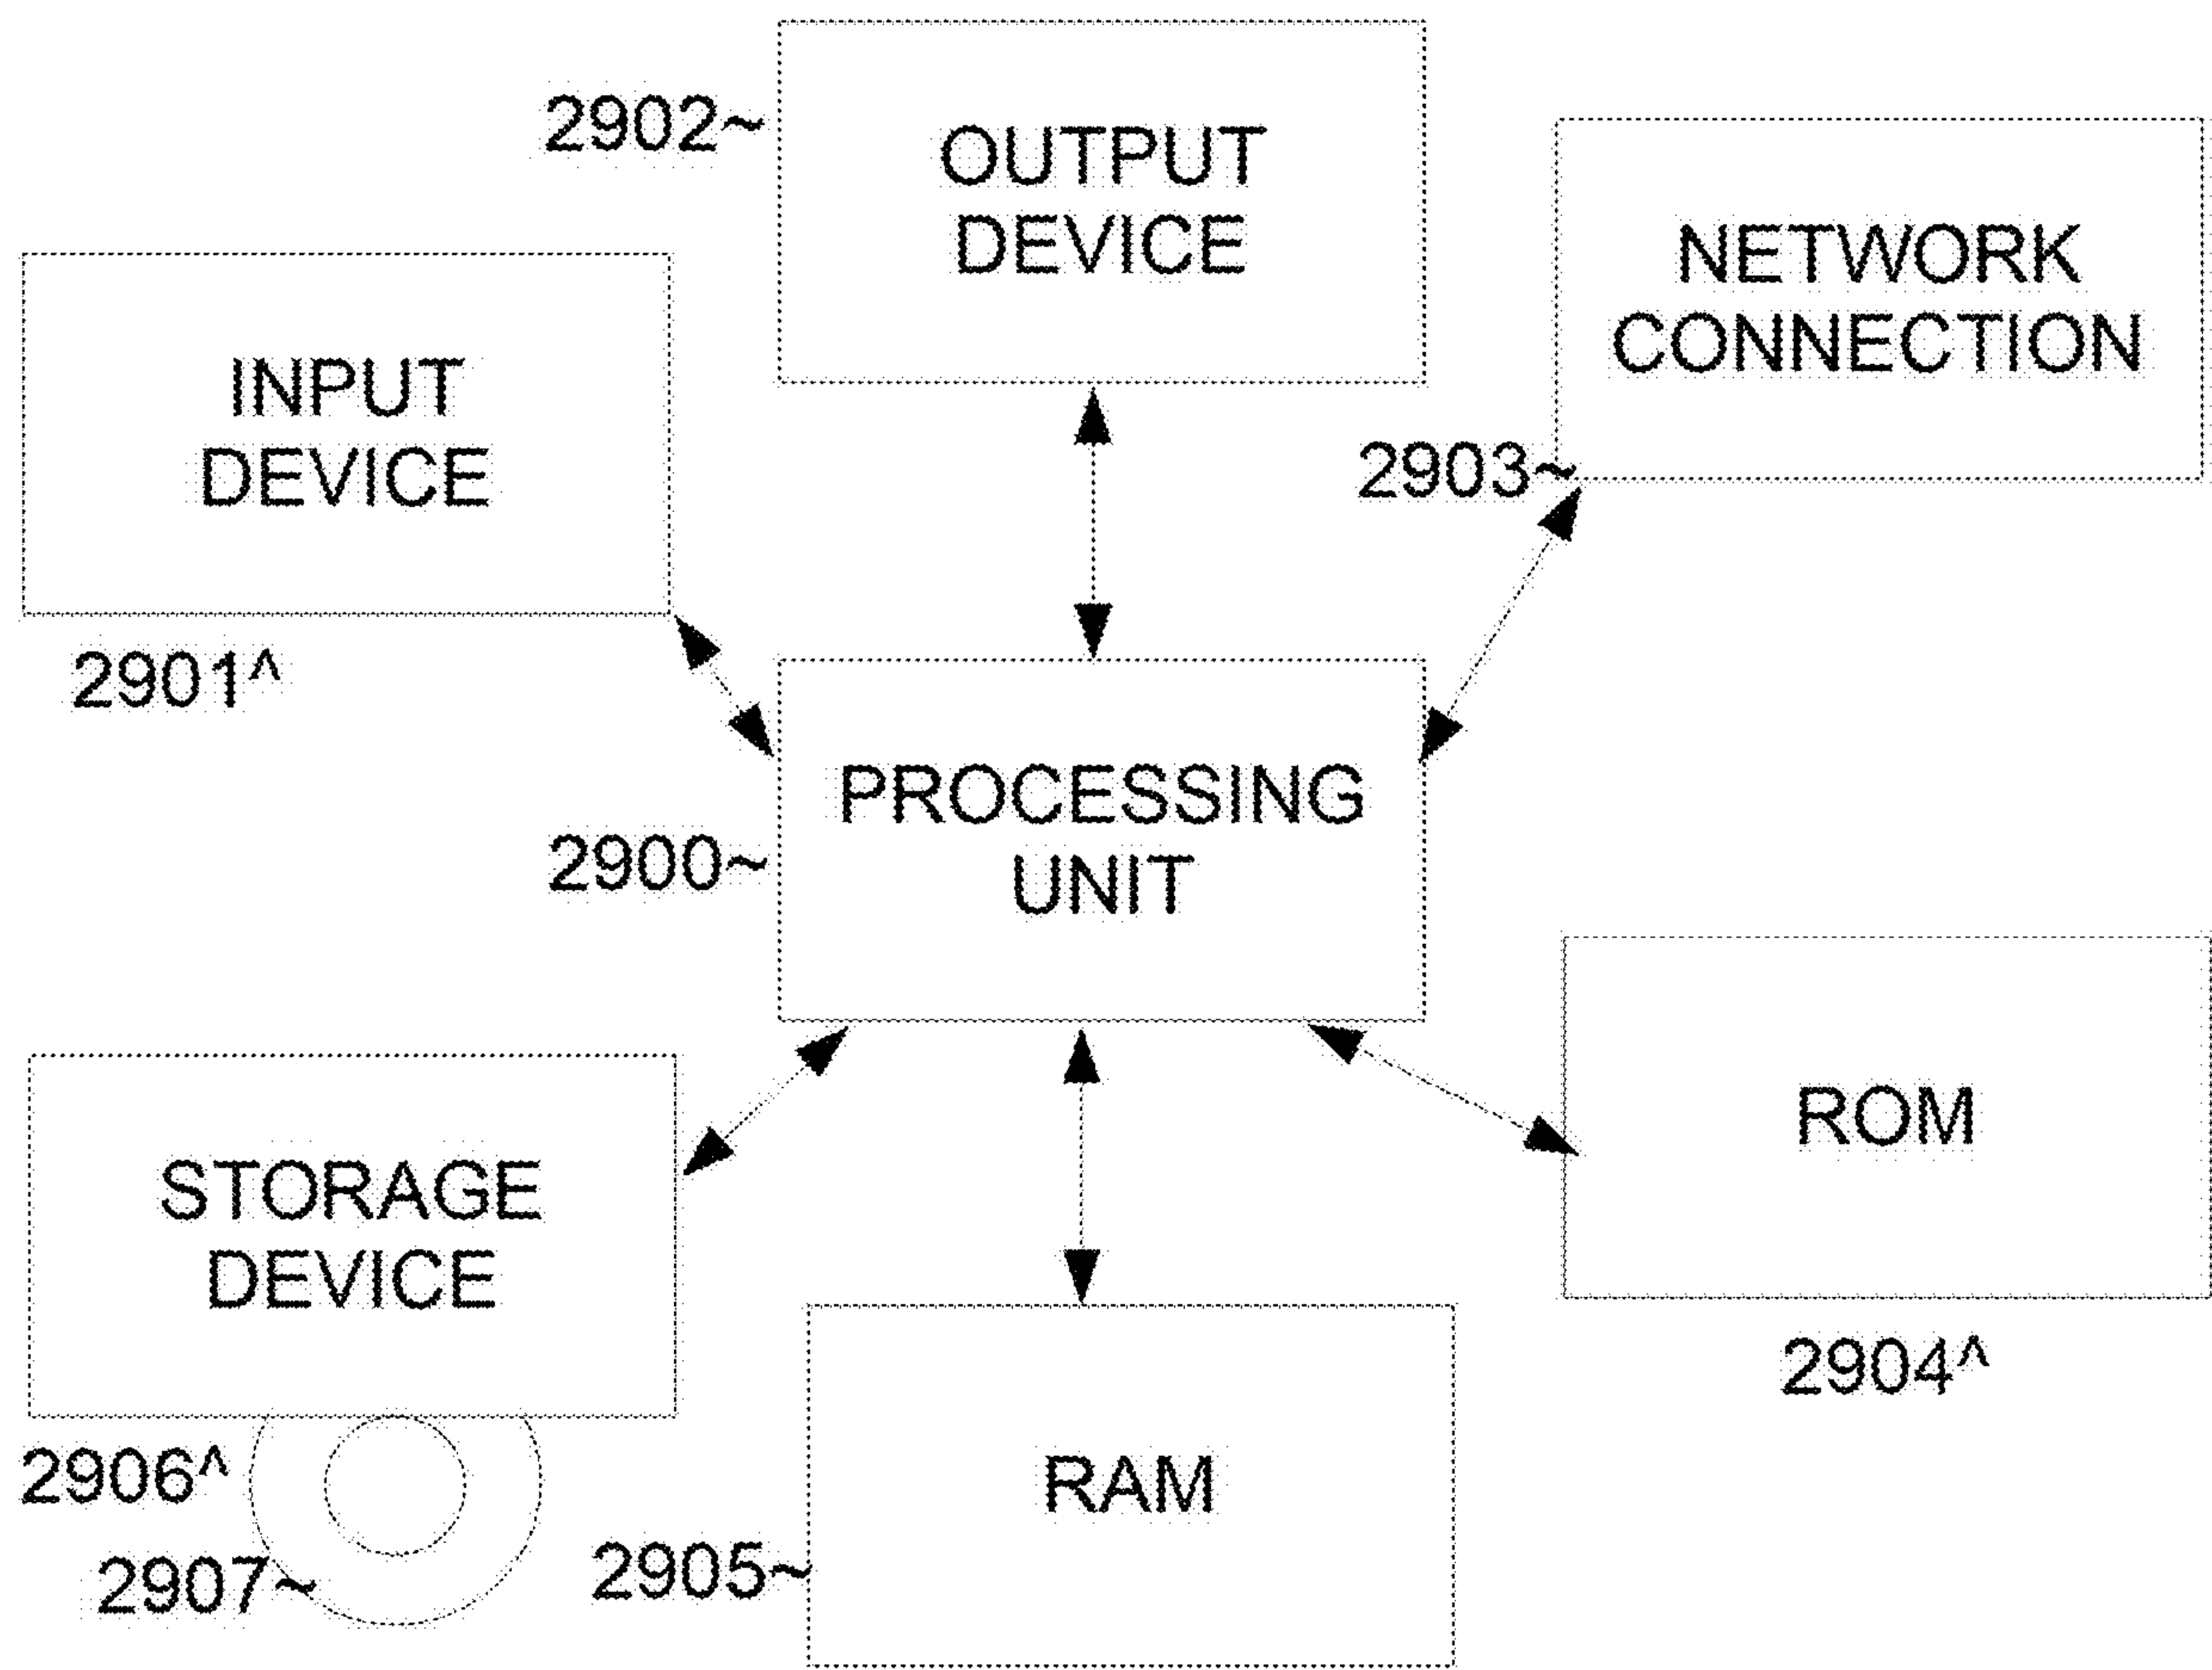 2902~
OUTPUT
DEVICE
NETWORK
CONNECTION
2903~
INPUT
DEVICE
2901^
PROCESSING
UNIT
2900~
STORAGE
DEVICE
2906^
2907~
ROM
2904^
RAM
2905~